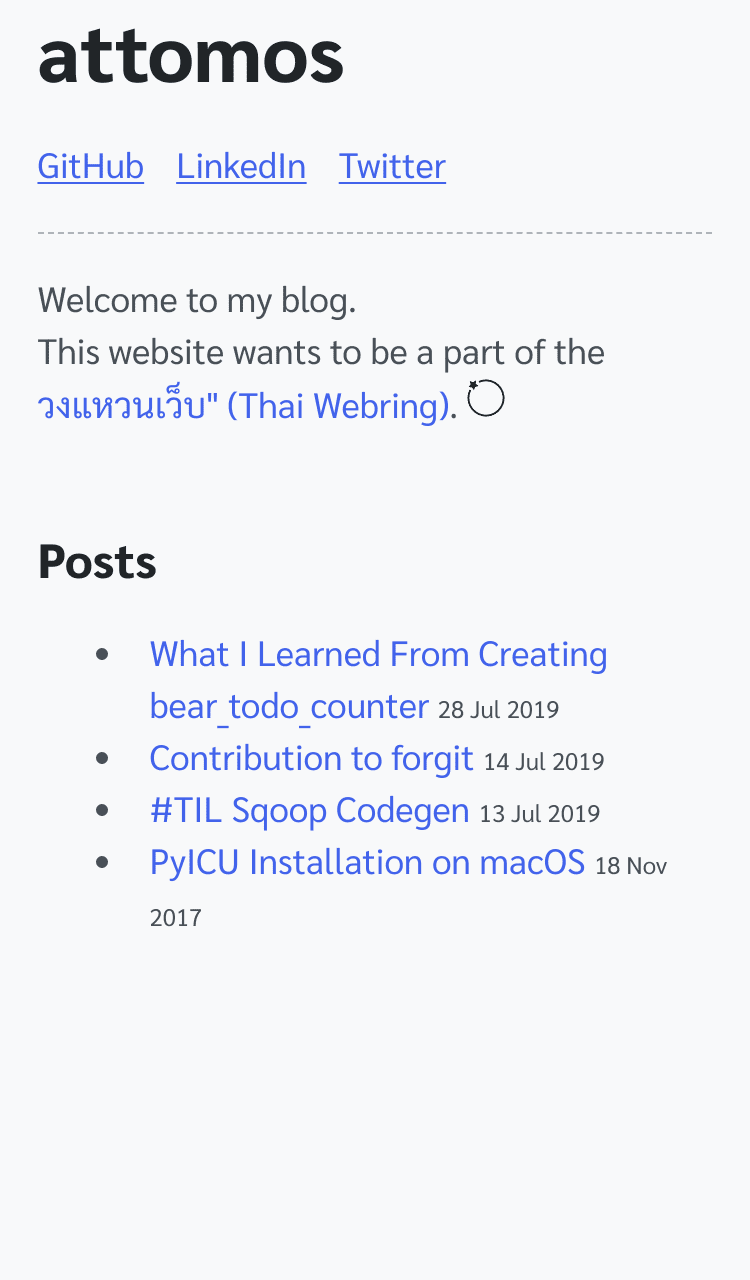 attomos
GitHub LinkedIn Twitter
Welcome to my blog.
This website wants to be a part of the
วงแหวนเว็บ" (Thai Webring).
Posts
What I Learned From Creating
bear_todo_counter 28 Jul 2019
Contribution to forgit 14 Jul 2019
#TIL Sqoop Codegen 13 Jul 2019
PyICU Installation on macOS 18 Nov
2017